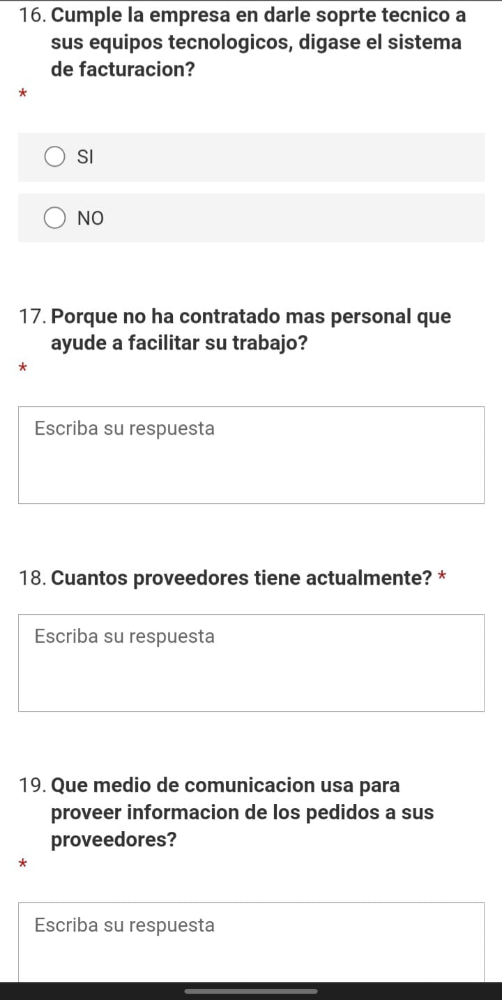 16. Cumple la empresa en darle soprte tecnico a
sus equipos tecnologicos, digase el sistema
de facturacion?
*
SI
NO
17. Porque no ha contratado mas personal que
ayude a facilitar su trabajo?
*
Escriba su respuesta
18. Cuantos proveedores tiene actualmente? *
Escriba su respuesta
19. Que medio de comunicacion usa para
proveer informacion de los pedidos a sus
proveedores?
*
Escriba su respuesta